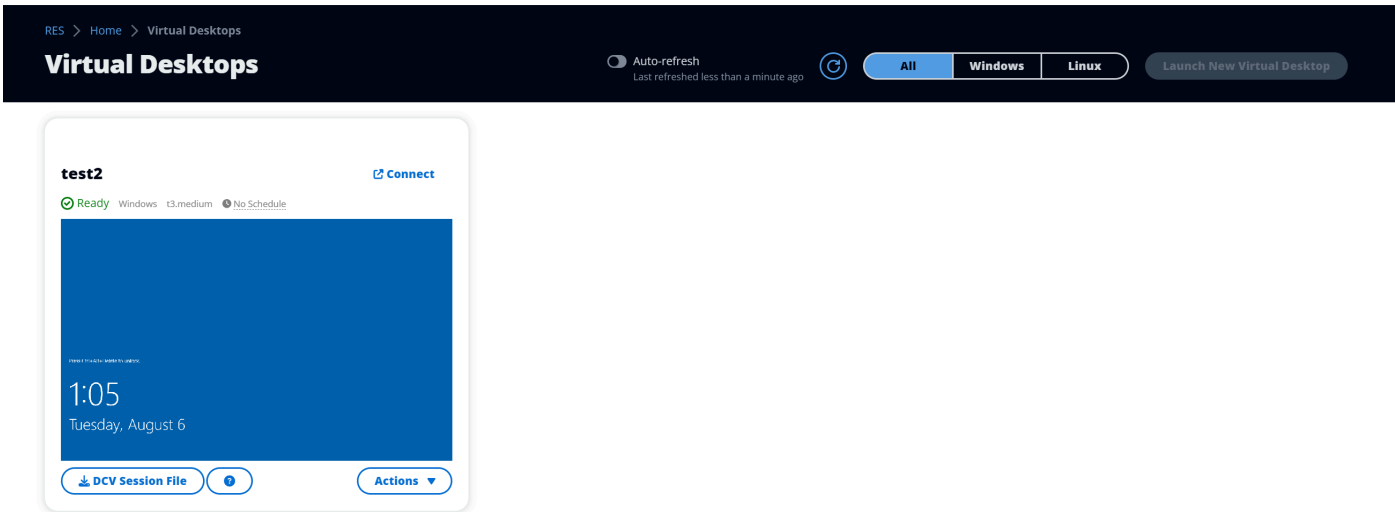 RES > Home > Virtual Desktops
Virtual Desktops
Auto-refresh
Last refreshed less than a minute ago
All
Windows
Linux
Launch New Virtual Desktop
test2
Connect
Ready
Windows
t3.medium
No Schedule
1:05
Tuesday, August 6
DCV Session File
?
Actions